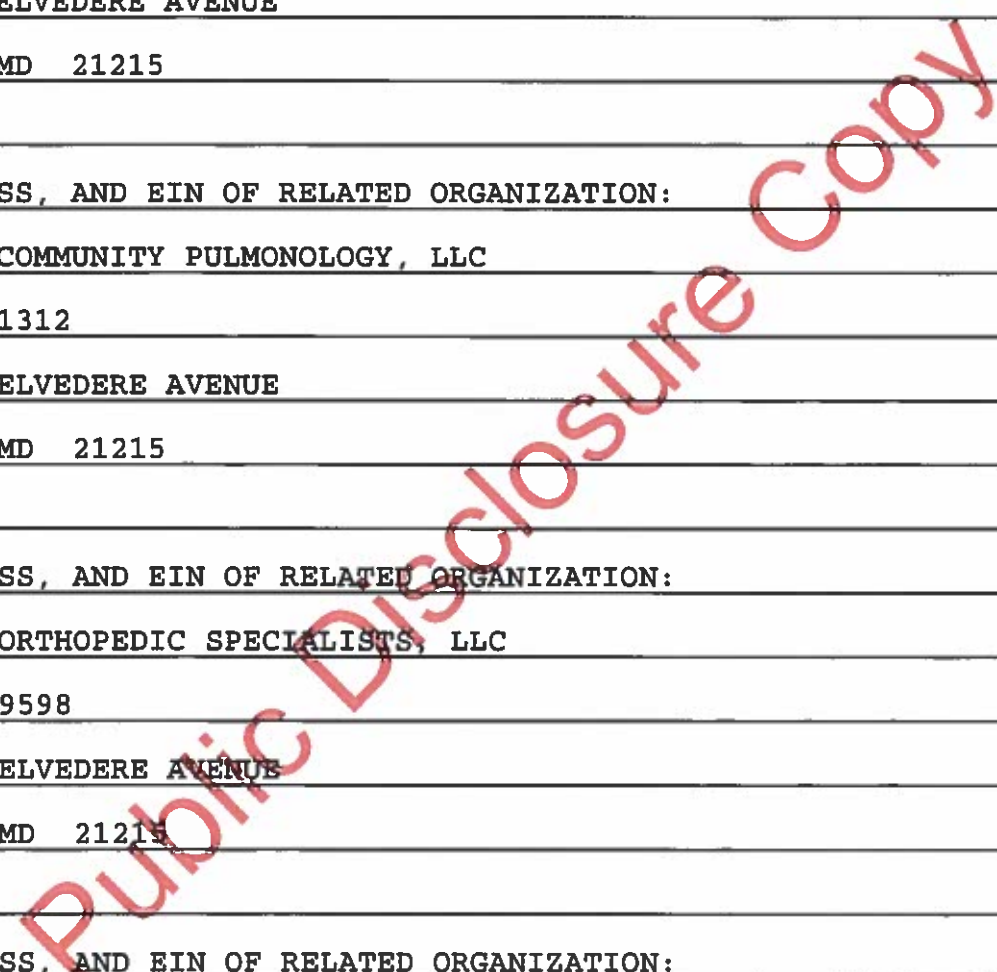 ELVEDERE AVENUE
MD 21215
SS, AND EIN OF RELATED ORGANIZATION:
COMMUNITY PULMONOLOGY, LLC
1312
ELVEDERE AVENUE
MD 21215
SS, AND EIN OF RELATED ORGANIZATION:
ORTHOPEDIC SPECIALISTS, LLC
9598
ELVEDERE AVENUE
MD 21215
SS, AND EIN OF RELATED ORGANIZATION:
Public Disclosure Copy